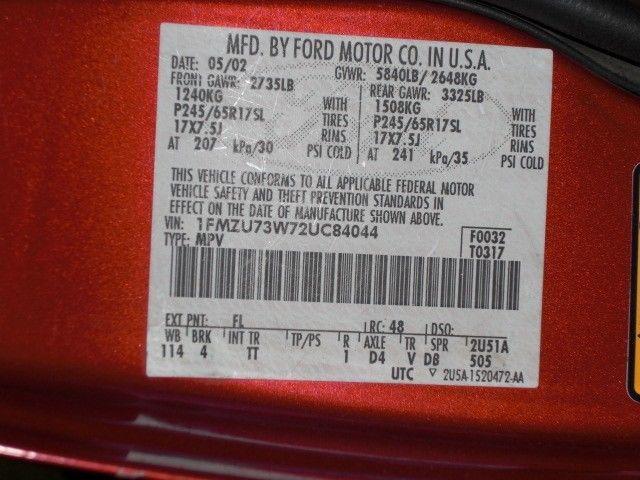 MFD. BY FORD MOTOR CO. IN U.S.A.
DATE: 05/02 GVWR: 5840LB/ 2648KG
FRONT GAWR: 2735LB REAR GAWR: 3325LB
1240KG WITH 1508KG WITH
P245/65R17SL TIRES P245/65R17SL TIRES
17X7.5J RIMS 17X7.5J RIMS
AT 207 kPa/30 PSI COLD AT 241 kPa/35 PSI COLD
THIS VEHICLE CONFORMS TO ALL APPLICABLE FEDERAL MOTOR
VEHICLE SAFETY AND THEFT PREVENTION STANDARDS IN
EFFECT ON THE DATE OF MANUFACTURE SHOWN ABOVE.
VIN: 1FMZU73W72UC84044 F0032
TYPE: MPV T0317
EXT PNT: FL RC: 48 DSO:
WB BRK INT TR TP/PS R AXLE TR SPR 2U51A
114 4 TT 1 D4 V D8 505
UTC ▽ 2U5A-1520472-AA